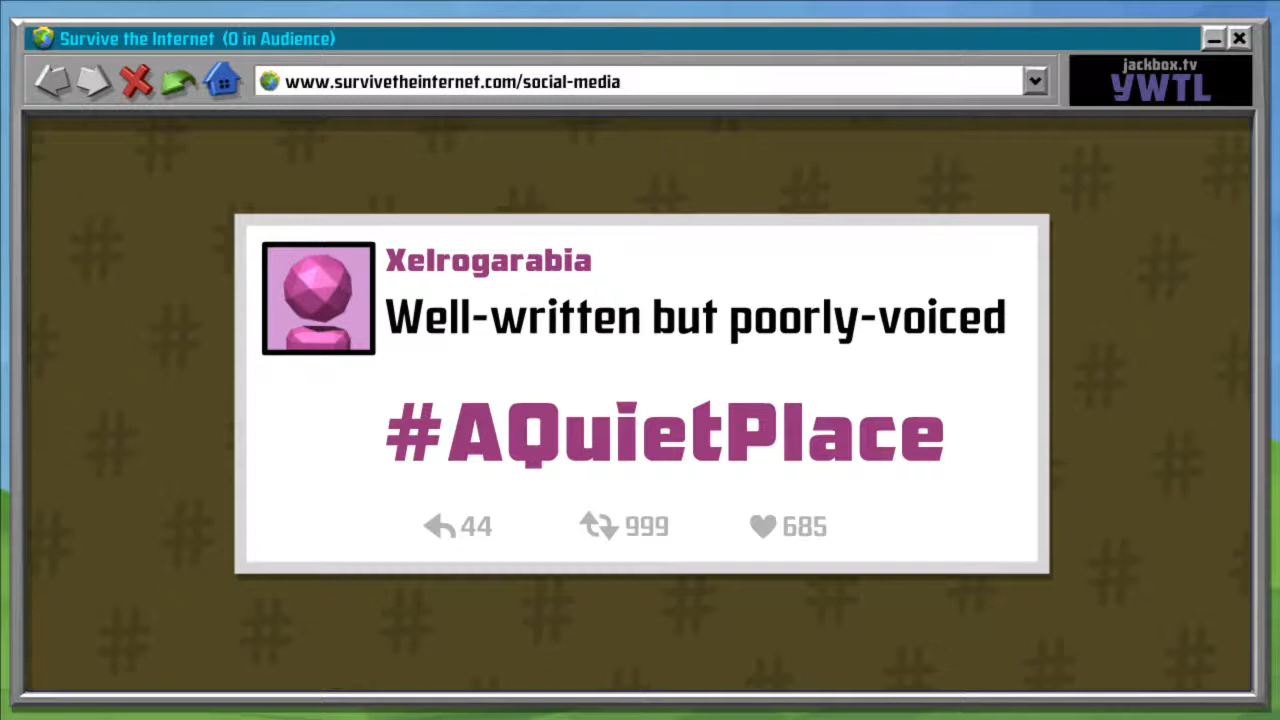 Survive the Internet (0 in Audience)
www.survivetheinternet.com/social-media
jackbox.tv
YWTL
Xelrogarabia
Well-written but poorly-voiced
#AQuietPlace
44 999 685